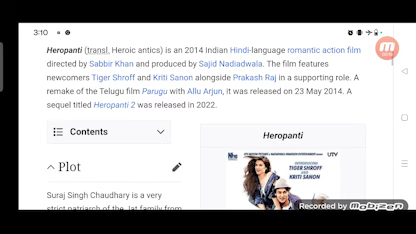 3:10
Heropanti (transl. Heroic antics) is an 2014 Indian Hindi-language romantic action film
directed by Sabbir Khan and produced by Sajid Nadiadwala. The film features
newcomers Tiger Shroff and Kriti Sanon alongside Prakash Raj in a supporting role. A
remake of the Telugu film Parugu with Allu Arjun, it was released on 23 May 2014. A
sequel titled Heropanti 2 was released in 2022.
Contents
Heropanti
Plot
UTV
INTRODUCING
TIGER SHROFF
AND
KRITI SANON
Suraj Singh Chaudhary is a very
strict patriarch of the Jat family from
Recorded by MOBIZEN